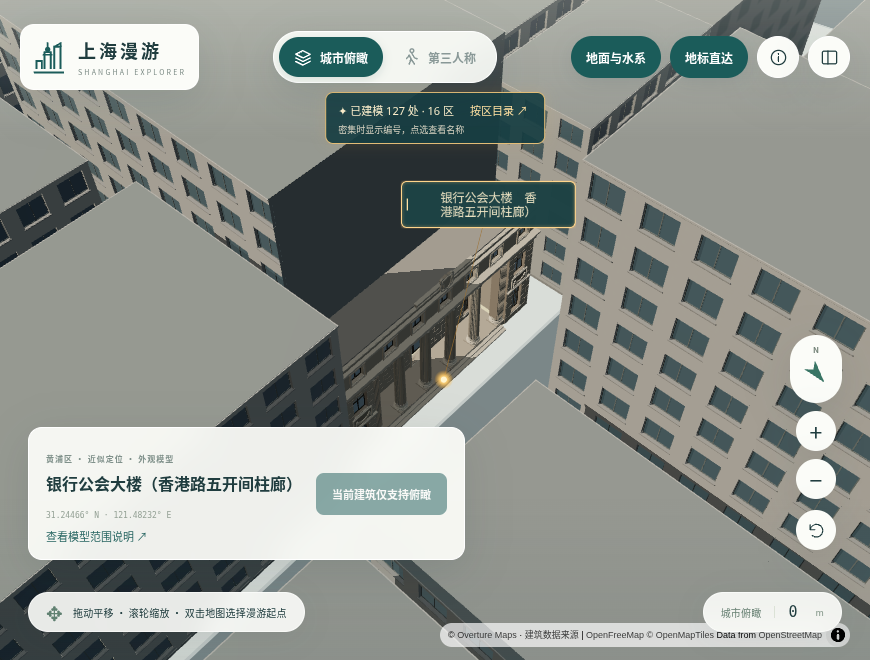 上海漫游
SHANGHAI EXPLORER
城市俯瞰
第三人称
地面与水系
地标直达
✦ 已建模 127 处 · 16 区 按区目录 ↗
密集时显示编号，点选查看名称
银行公会大楼 香
港路五开间柱廊）
N
+
−
黄浦区 · 近似定位 · 外观模型
银行公会大楼（香港路五开间柱廊）
31.24466° N · 121.48232° E
查看模型范围说明 ↗
当前建筑仅支持俯瞰
拖动平移 · 滚轮缩放 · 双击地图选择漫游起点
城市俯瞰 0 m
© Overture Maps · 建筑数据来源 | OpenFreeMap © OpenMapTiles Data from OpenStreetMap